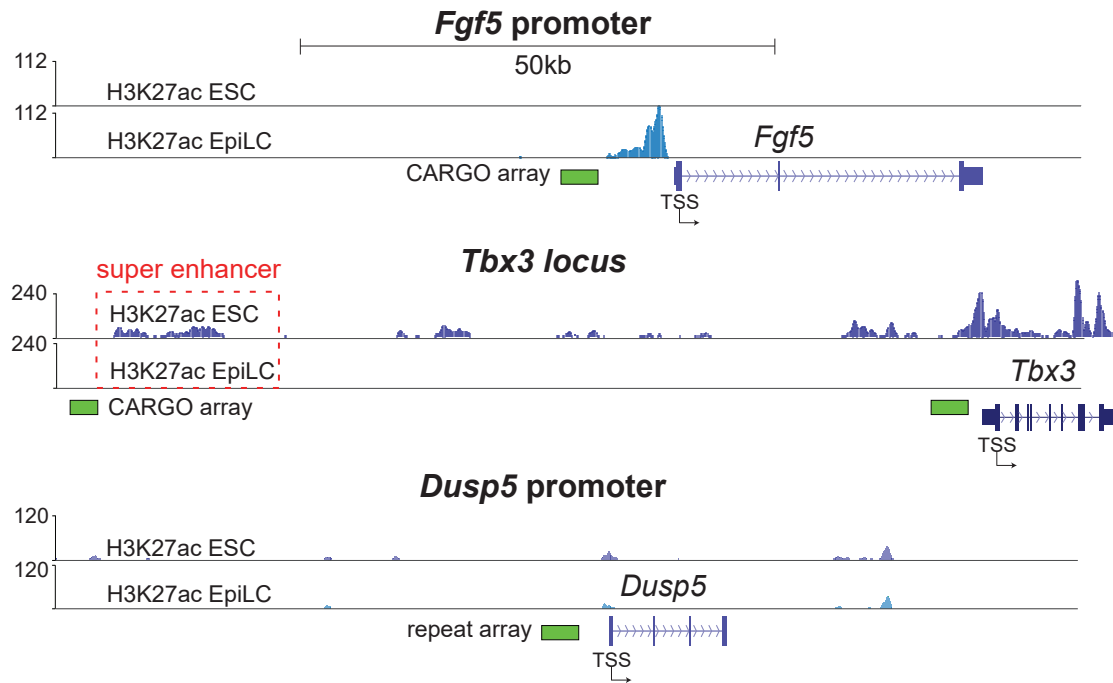 Fgf5 promoter
50kb
112
H3K27ac ESC
112
H3K27ac EpiLC
Fgf5
CARGO array
TSS
Tbx3 locus
super enhancer
240
H3K27ac ESC
240
H3K27ac EpiLC
Tbx3
CARGO array
TSS
Dusp5 promoter
120
H3K27ac ESC
120
H3K27ac EpiLC
Dusp5
repeat array
TSS